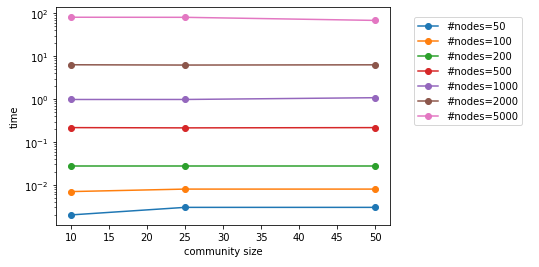 10²
10¹
10⁰
10⁻¹
10⁻²
time
10 15 20 25 30 35 40 45 50
community size
#nodes=50
#nodes=100
#nodes=200
#nodes=500
#nodes=1000
#nodes=2000
#nodes=5000